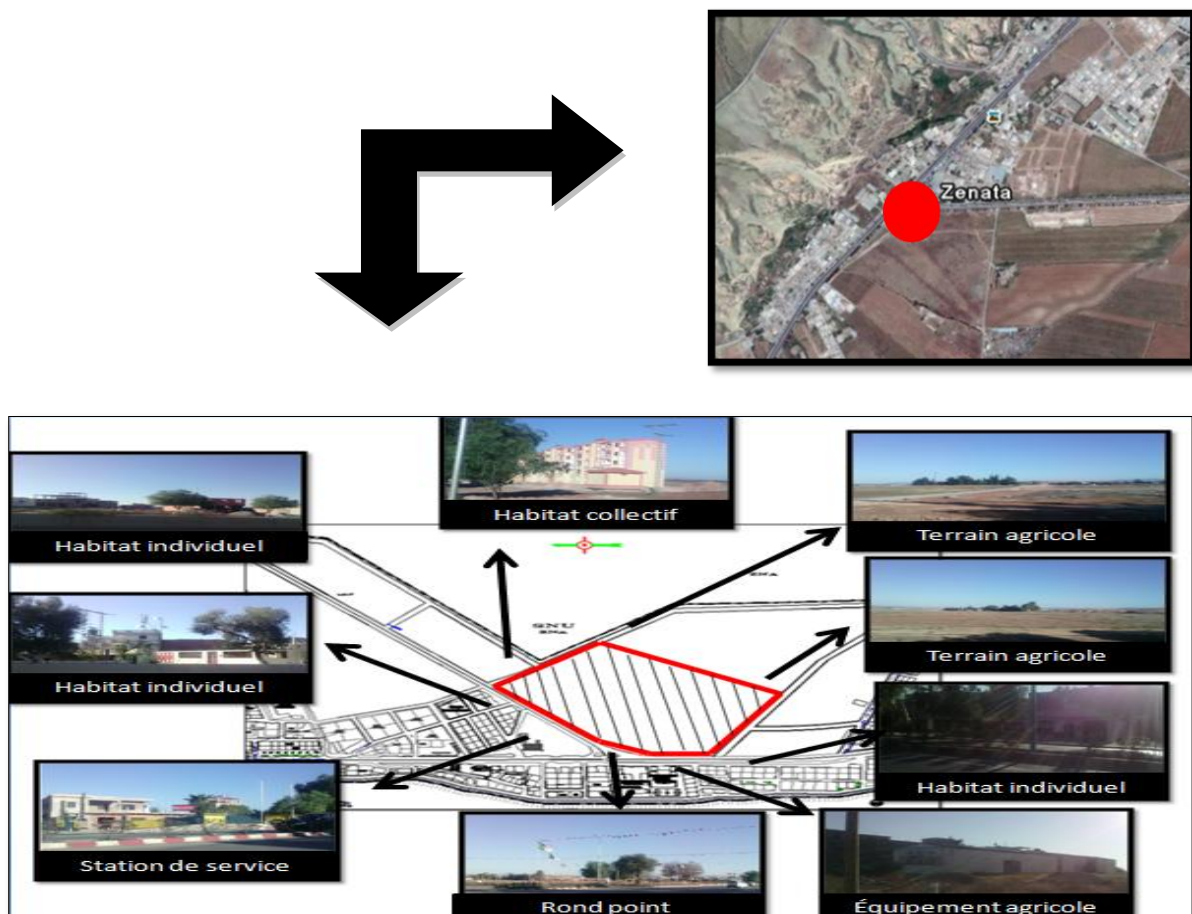 Zenata
Habitat collectif
Habitat individuel
Terrain agricole
Habitat individuel
Terrain agricole
Habitat individuel
Station de service
Rond point
Équipement agricole